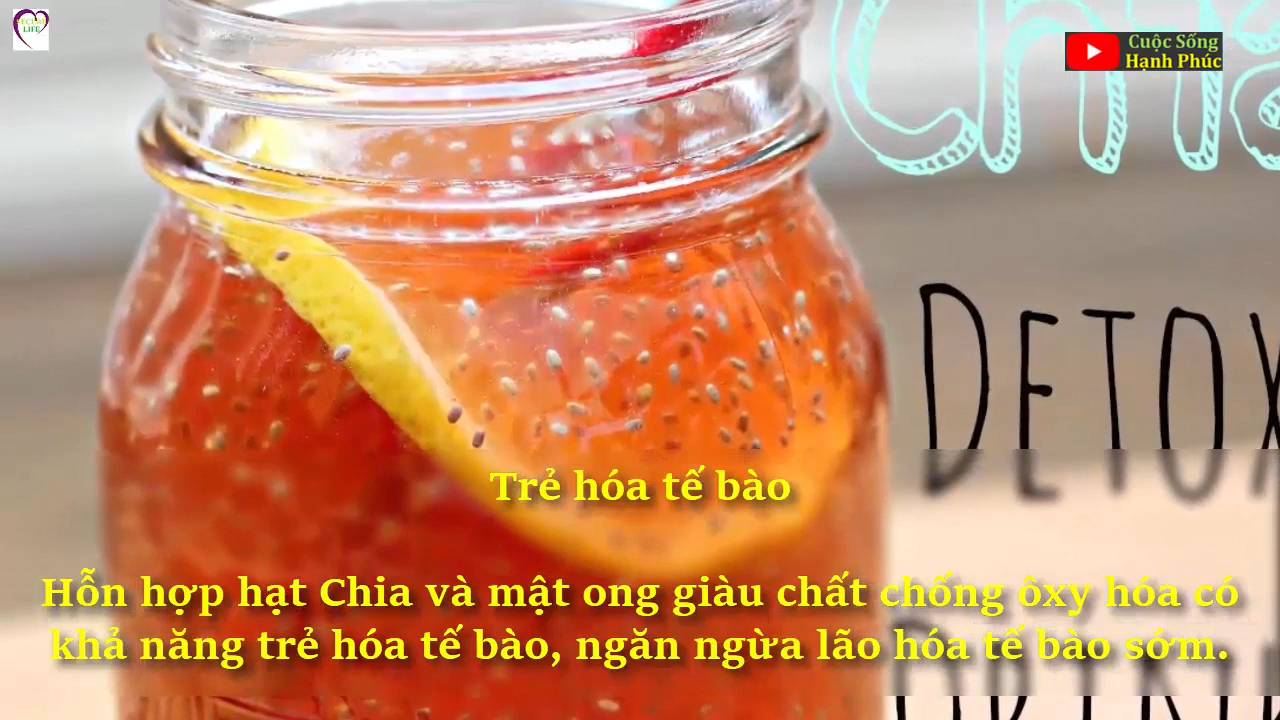 LIFE
Cuộc Sống
Hạnh Phúc
DETOX
Trẻ hóa tế bào
Hỗn hợp hạt Chia và mật ong giàu chất chống ôxy hóa có
khả năng trẻ hóa tế bào, ngăn ngừa lão hóa tế bào sớm.